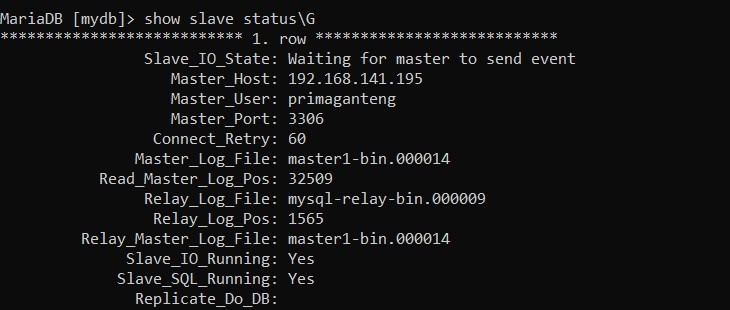 MariaDB [mydb]> show slave status\G
*************************** 1. row ***************************
Slave_IO_State: Waiting for master to send event
Master_Host: 192.168.141.195
Master_User: primaganteng
Master_Port: 3306
Connect_Retry: 60
Master_Log_File: master1-bin.000014
Read_Master_Log_Pos: 32509
Relay_Log_File: mysql-relay-bin.000009
Relay_Log_Pos: 1565
Relay_Master_Log_File: master1-bin.000014
Slave_IO_Running: Yes
Slave_SQL_Running: Yes
Replicate_Do_DB: